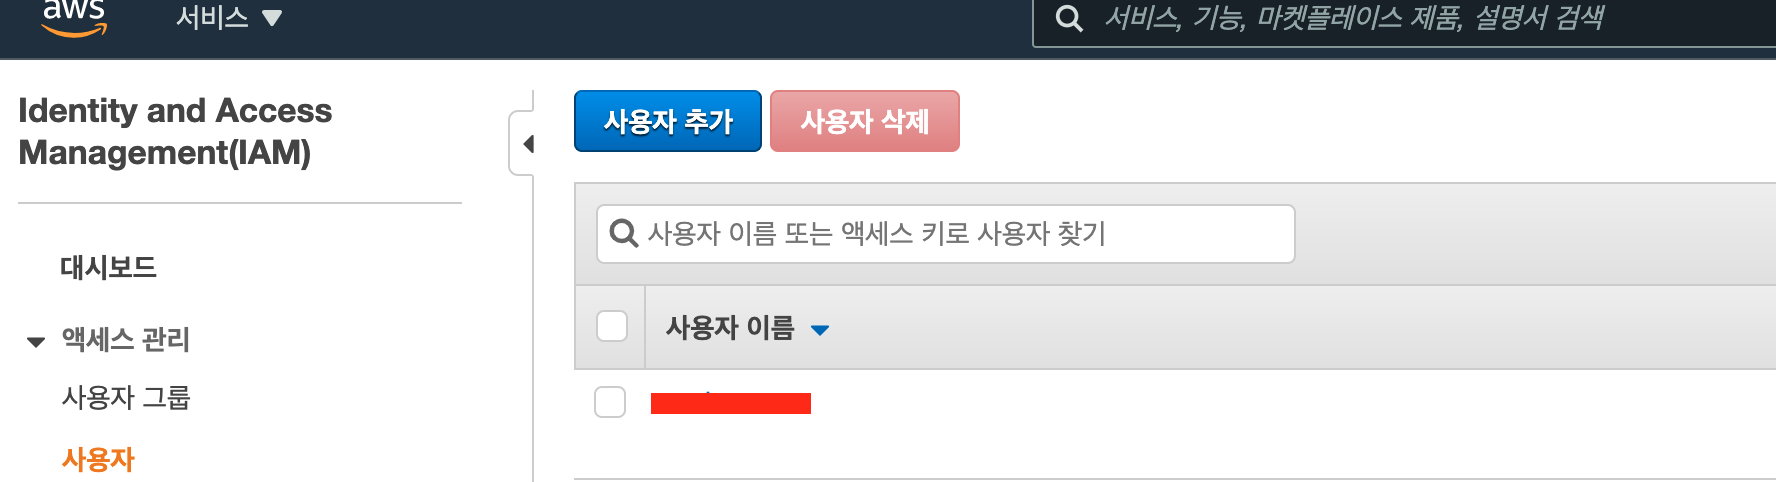 aws
서비스
서비스, 기능, 마켓플레이스 제품, 설명서 검색
Identity and Access
Management(IAM)
대시보드
액세스 관리
사용자 그룹
사용자
사용자 추가
사용자 삭제
사용자 이름 또는 액세스 키로 사용자 찾기
사용자 이름